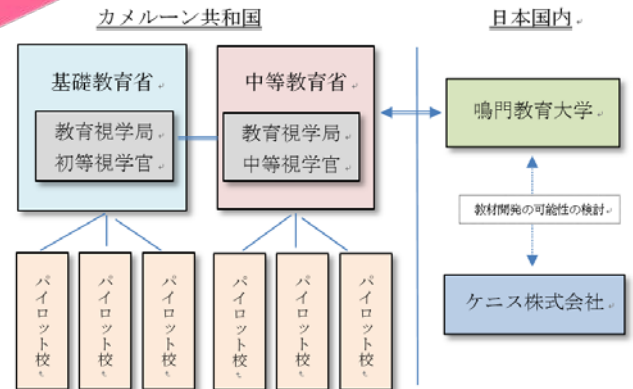 カメルーン共和国
日本国内
基礎教育省
教育視学局
初等視学官
中等教育省
教育視学局
中等視学官
鳴門教育大学
教材開発の可能性の検討
ケニス株式会社
パイロット校
パイロット校
パイロット校
パイロット校
パイロット校
パイロット校